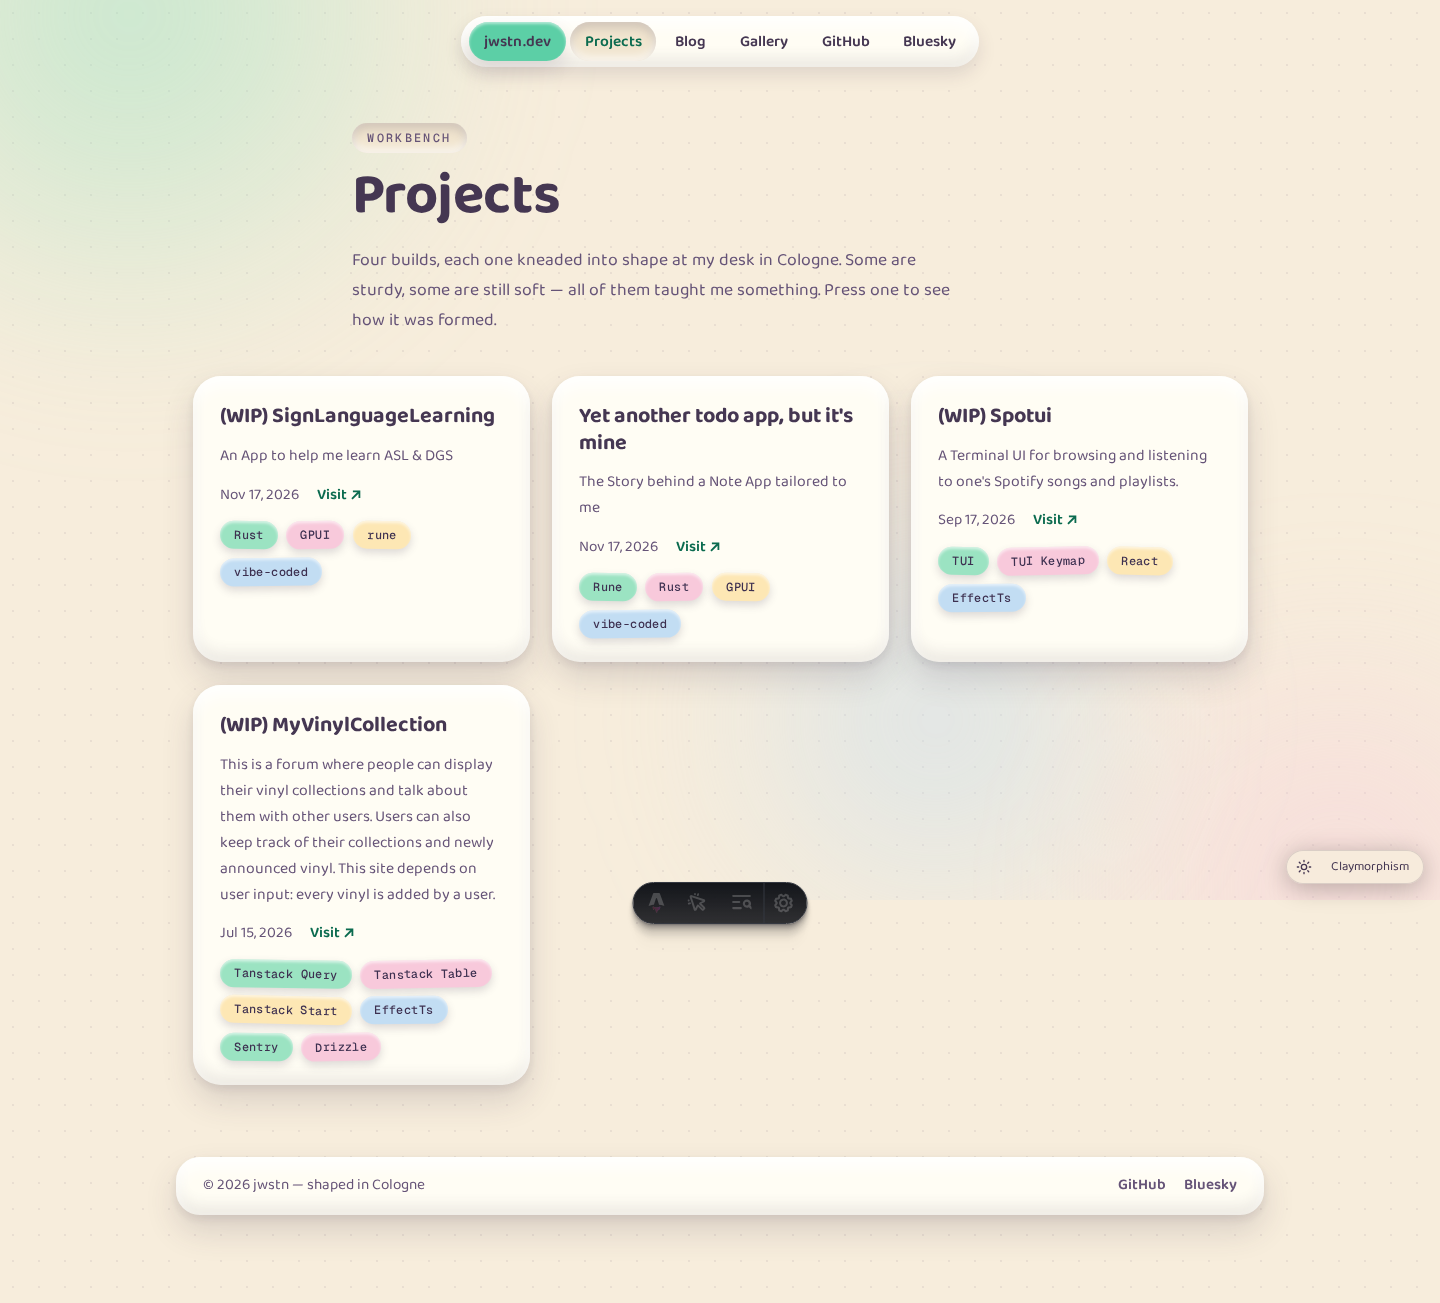 jwstn.dev Projects Blog Gallery GitHub Bluesky
WORKBENCH
Projects
Four builds, each one kneaded into shape at my desk in Cologne. Some are
sturdy, some are still soft — all of them taught me something. Press one to see
how it was formed.
(WIP) SignLanguageLearning
An App to help me learn ASL & DGS
Nov 17, 2026 Visit ↗
Rust GPUI rune
vibe-coded
Yet another todo app, but it's
mine
The Story behind a Note App tailored to
me
Nov 17, 2026 Visit ↗
Rune Rust GPUI
vibe-coded
(WIP) Spotui
A Terminal UI for browsing and listening
to one's Spotify songs and playlists.
Sep 17, 2026 Visit ↗
TUI TUI Keymap React
EffectTs
(WIP) MyVinylCollection
This is a forum where people can display
their vinyl collections and talk about
them with other users. Users can also
keep track of their collections and newly
announced vinyl. This site depends on
user input: every vinyl is added by a user.
Jul 15, 2026 Visit ↗
Tanstack Query Tanstack Table
Tanstack Start EffectTs
Sentry Drizzle
Claymorphism
© 2026 jwstn — shaped in Cologne
GitHub Bluesky